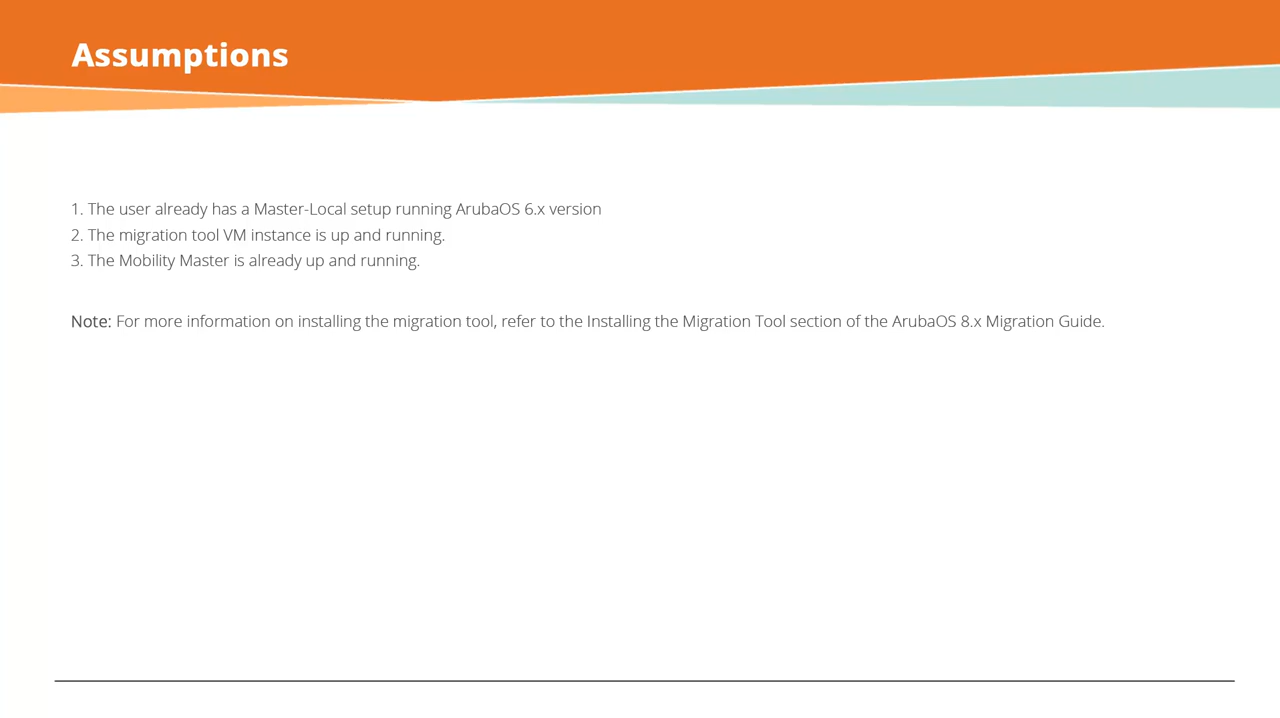 Assumptions
1. The user already has a Master-Local setup running ArubaOS 6.x version
2. The migration tool VM instance is up and running.
3. The Mobility Master is already up and running.
Note: For more information on installing the migration tool, refer to the Installing the Migration Tool section of the ArubaOS 8.x Migration Guide.